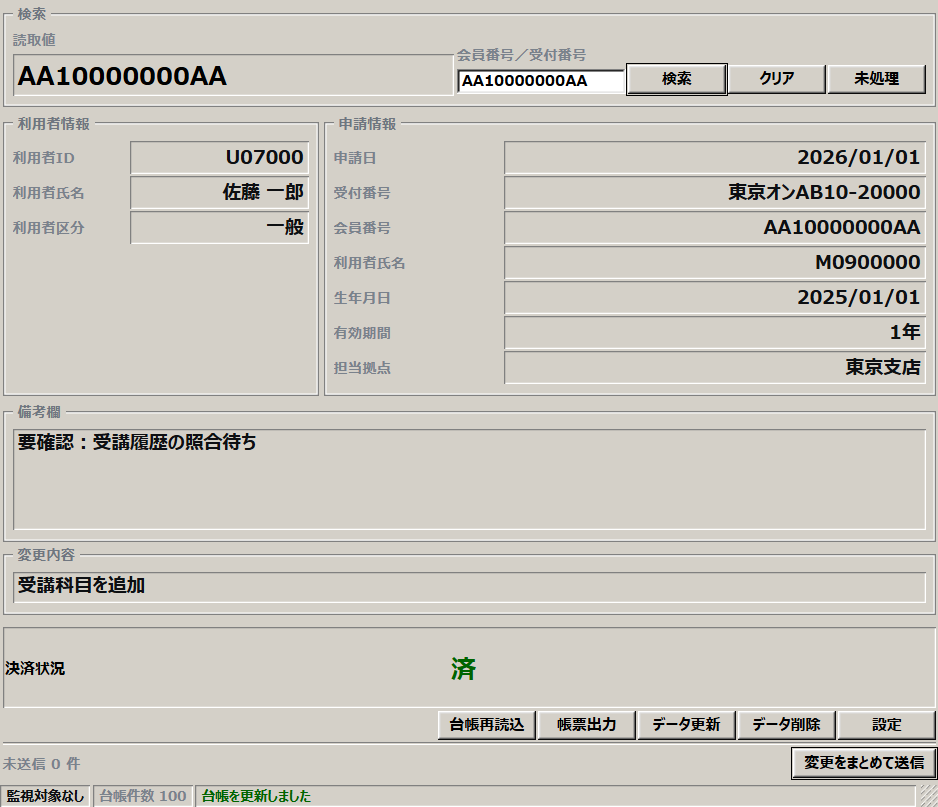 検索
読取値
AA10000000AA
会員番号／受付番号
AA10000000AA
検索
クリア
未処理
利用者情報
利用者ID
U07000
利用者氏名
佐藤 一郎
利用者区分
一般
申請情報
申請日
2026/01/01
受付番号
東京オンAB10-20000
会員番号
AA10000000AA
利用者氏名
M0900000
生年月日
2025/01/01
有効期間
1年
担当拠点
東京支店
備考欄
要確認：受講履歴の照合待ち
変更内容
受講科目を追加
決済状況
済
台帳再読込
帳票出力
データ更新
データ削除
設定
未送信 0 件
変更をまとめて送信
監視対象なし
台帳件数 100
台帳を更新しました